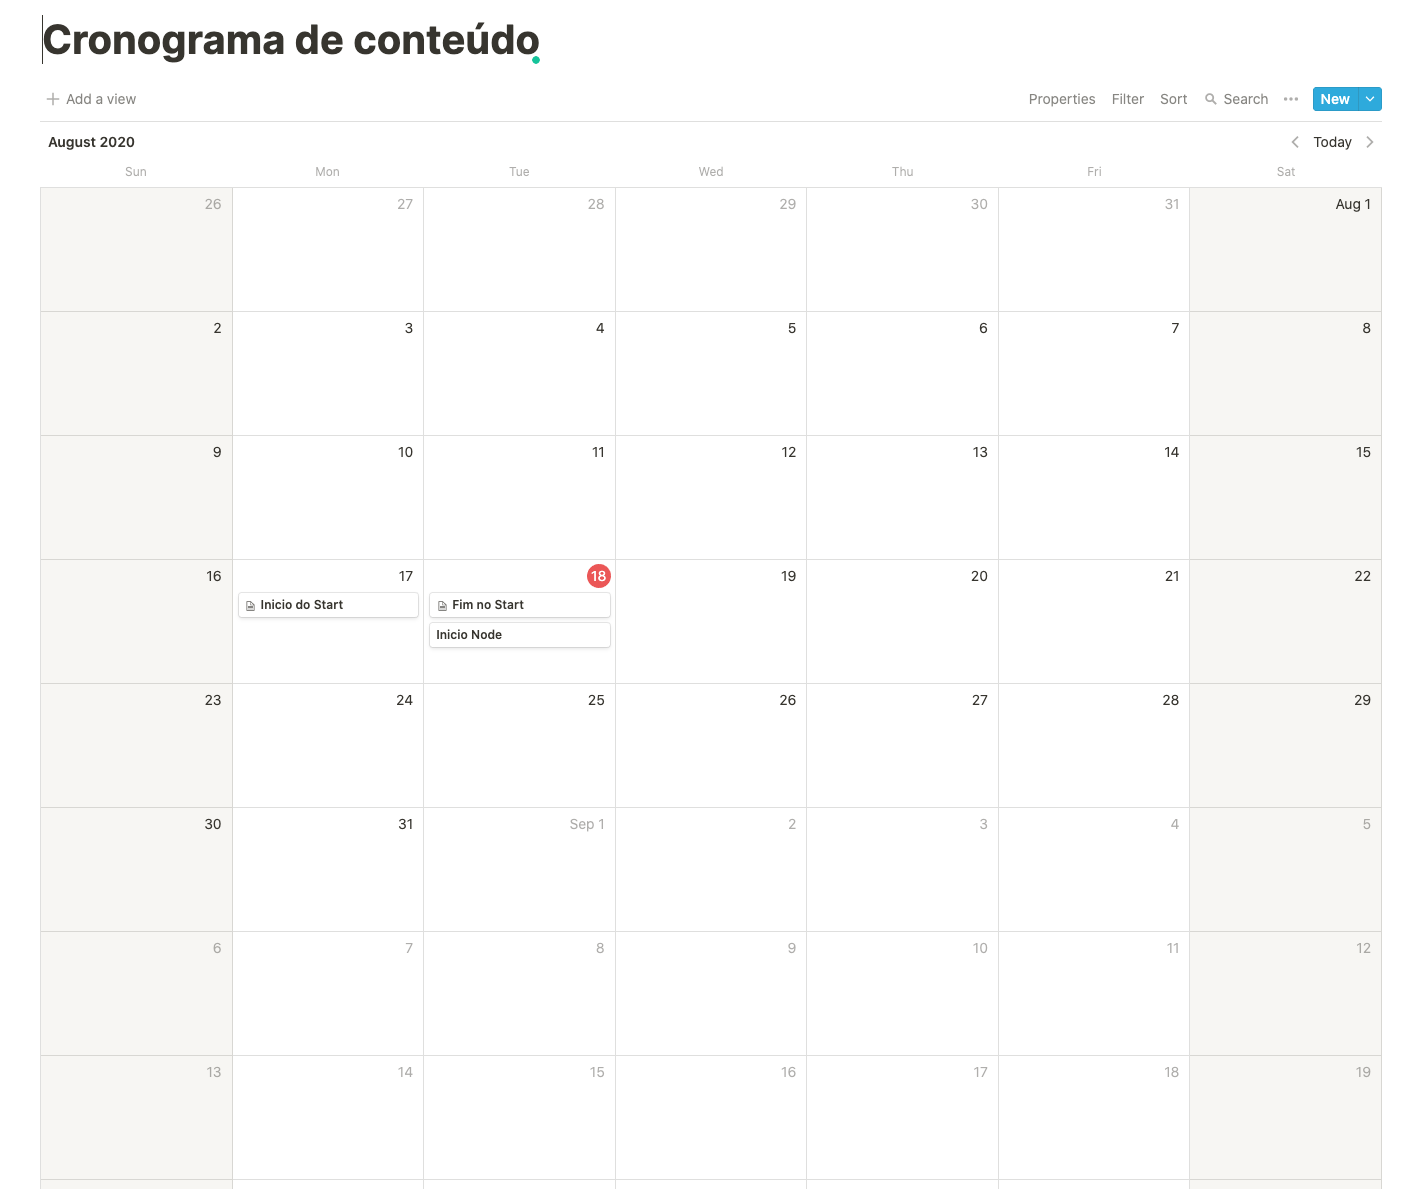 Cronograma de conteúdo
Add a view Properties Filter Sort Search New
August 2020 Today
Sun Mon Tue Wed Thu Fri Sat
26 27 28 29 30 31 Aug 1
2 3 4 5 6 7 8
9 10 11 12 13 14 15
16 17 18 19 20 21 22
Inicio do Start Fim no Start
Inicio Node
23 24 25 26 27 28 29
30 31 Sep 1 2 3 4 5
6 7 8 9 10 11 12
13 14 15 16 17 18 19